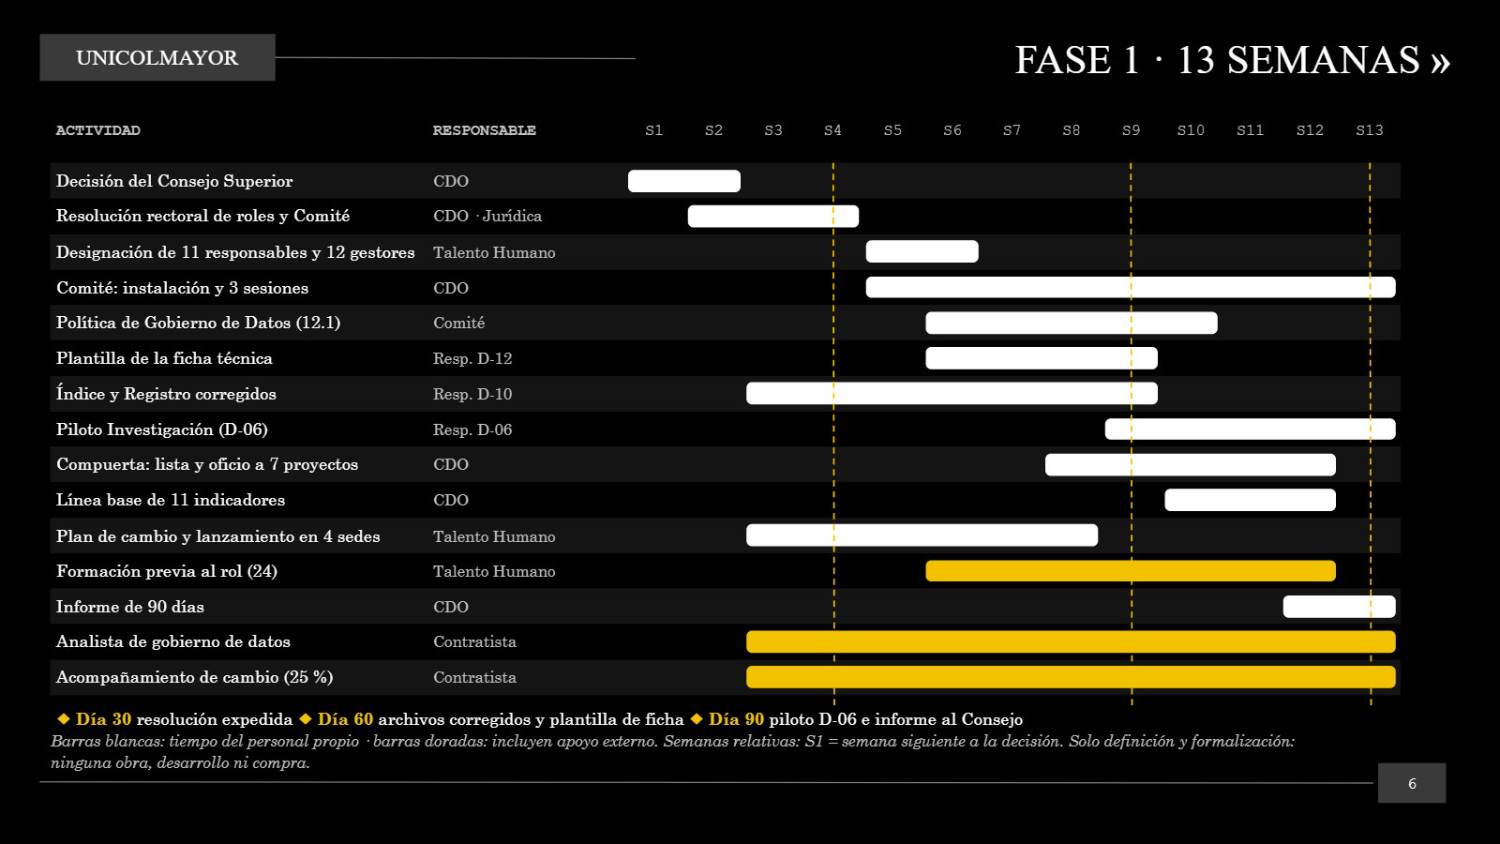 UNICOLMAYOR
FASE 1 · 13 SEMANAS »
ACTIVIDAD RESPONSABLE S1 S2 S3 S4 S5 S6 S7 S8 S9 S10 S11 S12 S13
Decisión del Consejo Superior CDO
Resolución rectoral de roles y Comité CDO · Jurídica
Designación de 11 responsables y 12 gestores Talento Humano
Comité: instalación y 3 sesiones CDO
Política de Gobierno de Datos (12.1) Comité
Plantilla de la ficha técnica Resp. D-12
Índice y Registro corregidos Resp. D-10
Piloto Investigación (D-06) Resp. D-06
Compuerta: lista y oficio a 7 proyectos CDO
Línea base de 11 indicadores CDO
Plan de cambio y lanzamiento en 4 sedes Talento Humano
Formación previa al rol (24) Talento Humano
Informe de 90 días CDO
Analista de gobierno de datos Contratista
Acompañamiento de cambio (25 %) Contratista
◆ Día 30 resolución expedida ◆ Día 60 archivos corregidos y plantilla de ficha ◆ Día 90 piloto D-06 e informe al Consejo
Barras blancas: tiempo del personal propio · barras doradas: incluyen apoyo externo. Semanas relativas: S1 = semana siguiente a la decisión. Solo definición y formalización:
ninguna obra, desarrollo ni compra.
6